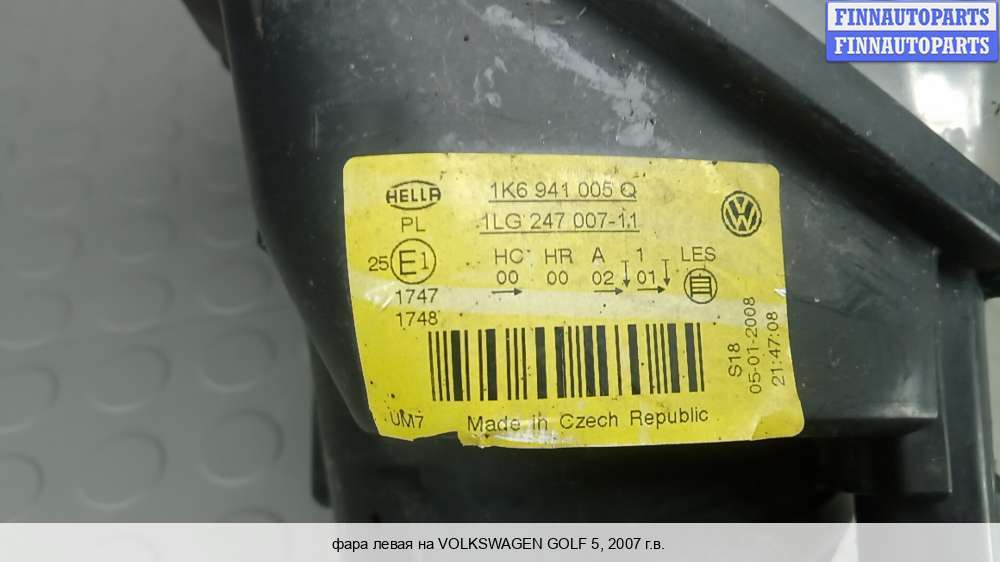 FINNAUTOPARTS
FINNAUTOPARTS
HELLA
1K6 941 005 Q
PL
1LG 247 007-11
HC HR A 1 LES
25 E1 00 00 02 01
1747
1748
UM7
Made in Czech Republic
S18
05-01-2008
21:47:08
фара левая на VOLKSWAGEN GOLF 5, 2007 г.в.